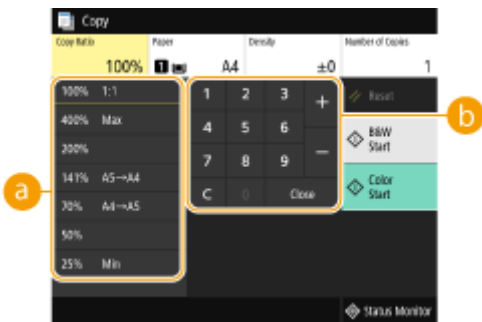 Copy
Copy Ratio
100%
Paper
1
A4
Density
±0
Number of Copies
1
100% 1:1
400% Max
200%
141% A5→A4
70% A4→A5
50%
25% Min
1 2 3 +
4 5 6
7 8 9 −
C 0 Close
Reset
B&W
Start
Color
Start
Status Monitor
a
b